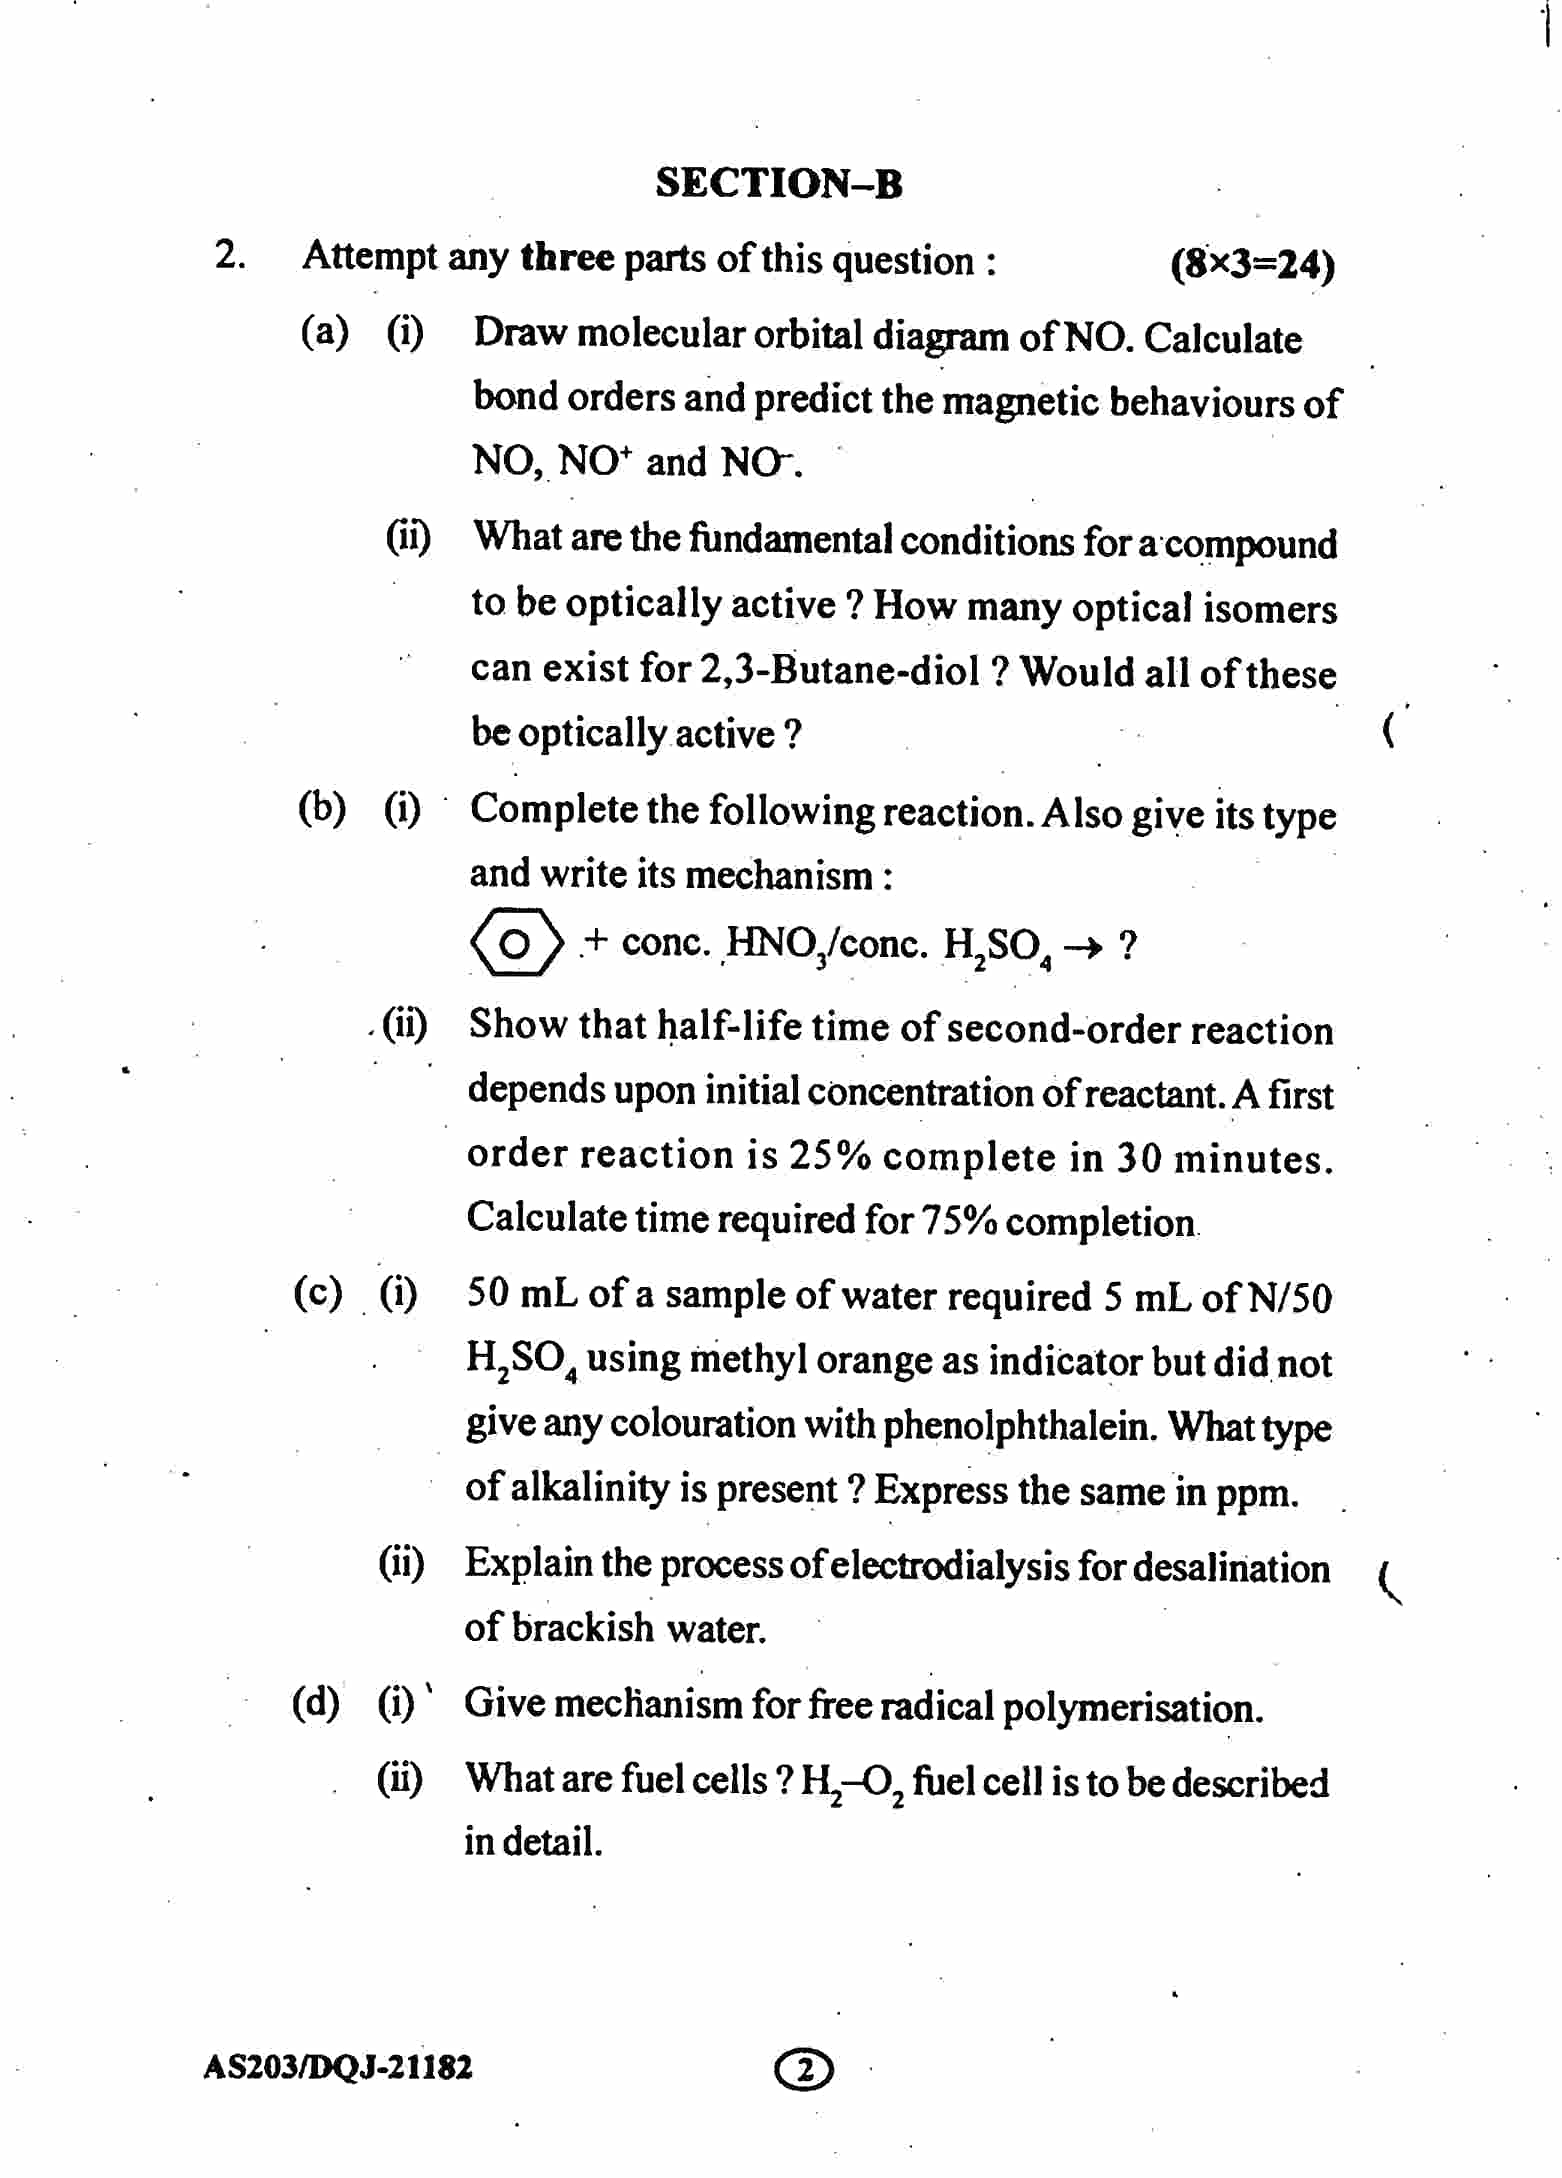 SECTION–B
2. Attempt any three parts of this question : (8×3=24)
(a) (i) Draw molecular orbital diagram of NO. Calculate
bond orders and predict the magnetic behaviours of
NO, NO⁺ and NO⁻.
(ii) What are the fundamental conditions for a compound
to be optically active ? How many optical isomers
can exist for 2,3-Butane-diol ? Would all of these
be optically active ?
(b) (i) Complete the following reaction. Also give its type
and write its mechanism :
+ conc. HNO₃/conc. H₂SO₄ → ?
(ii) Show that half-life time of second-order reaction
depends upon initial concentration of reactant. A first
order reaction is 25% complete in 30 minutes.
Calculate time required for 75% completion.
(c) (i) 50 mL of a sample of water required 5 mL of N/50
H₂SO₄ using methyl orange as indicator but did not
give any colouration with phenolphthalein. What type
of alkalinity is present ? Express the same in ppm.
(ii) Explain the process of electrodialysis for desalination
of brackish water.
(d) (i) Give mechanism for free radical polymerisation.
(ii) What are fuel cells ? H₂–O₂ fuel cell is to be described
in detail.
AS203/DQJ-21182 2